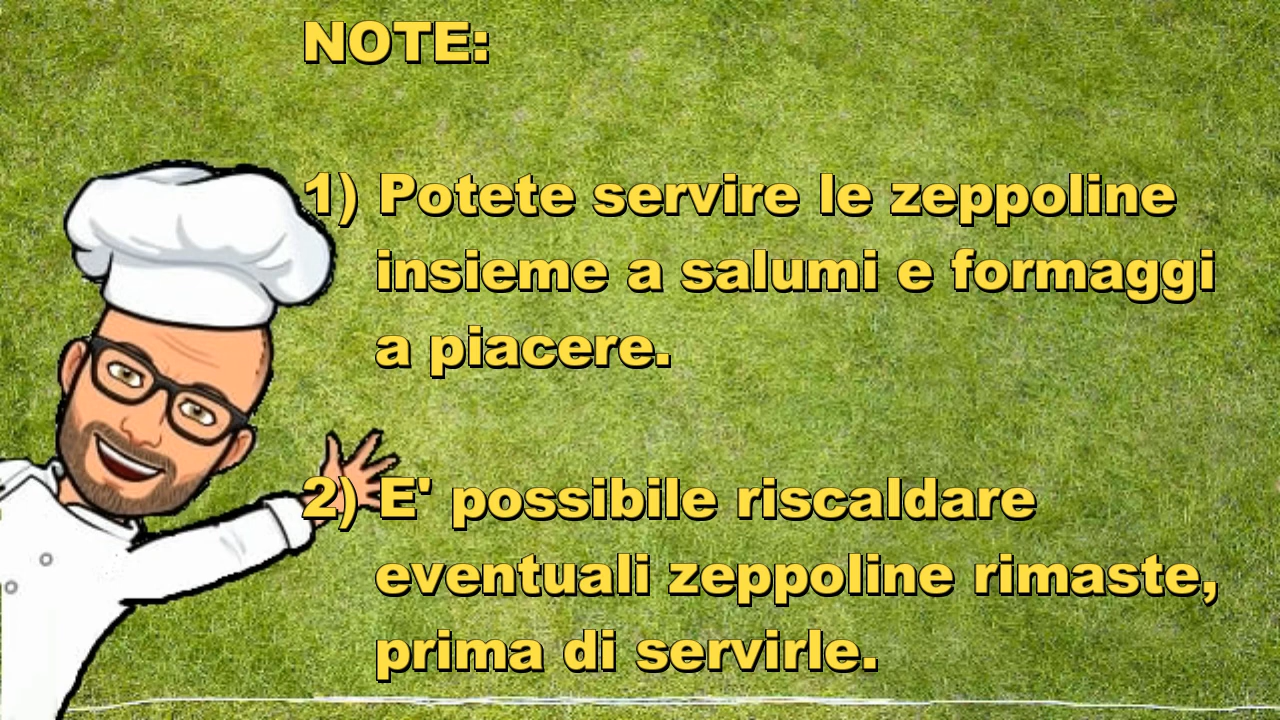 NOTE:
1) Potete servire le zeppoline
insieme a salumi e formaggi
a piacere.
2) E' possibile riscaldare
eventuali zeppoline rimaste,
prima di servirle.